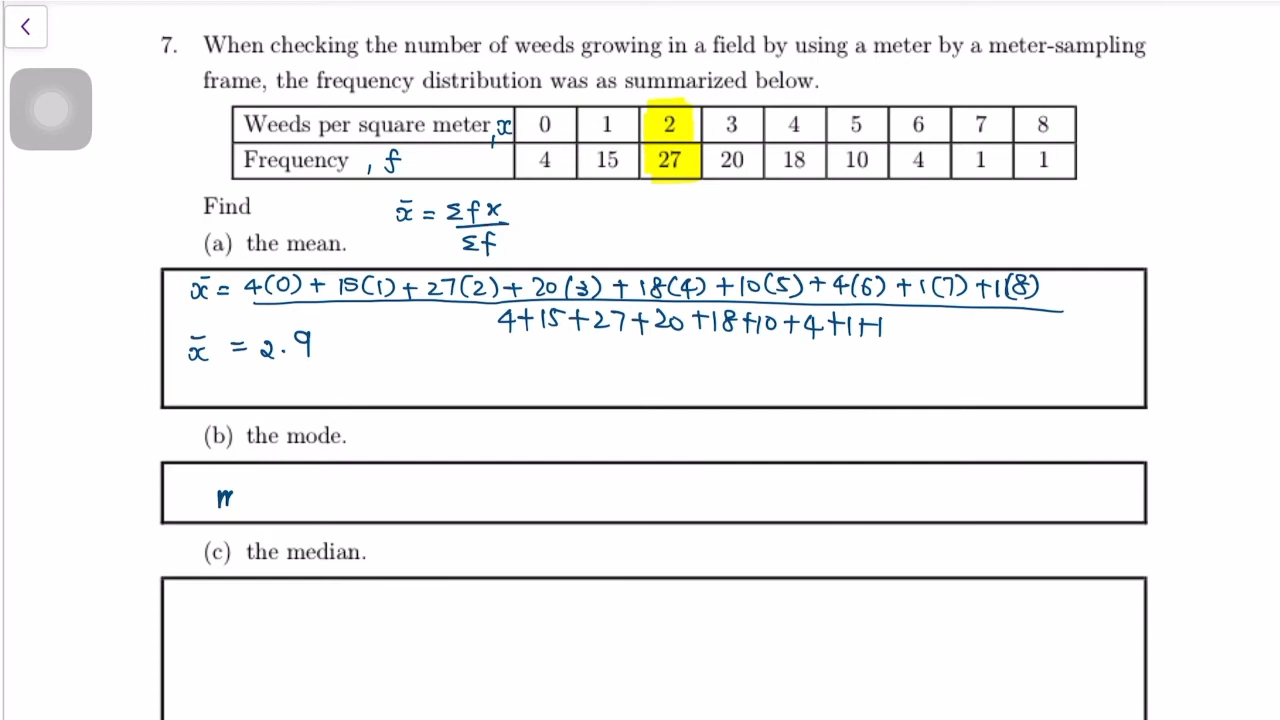 7. When checking the number of weeds growing in a field by using a meter by a meter-sampling
frame, the frequency distribution was as summarized below.
Weeds per square meter, x 0 1 2 3 4 5 6 7 8
Frequency , f 4 15 27 20 18 10 4 1 1
Find
x̄ = Σfx / Σf
(a) the mean.
x̄ = 4(0) + 15(1) + 27(2) + 20(3) + 18(4) + 10(5) + 4(6) + 1(7) + 1(8)
4+15+27+20+18+10+4+1+1
x̄ = 2.9
(b) the mode.
m
(c) the median.